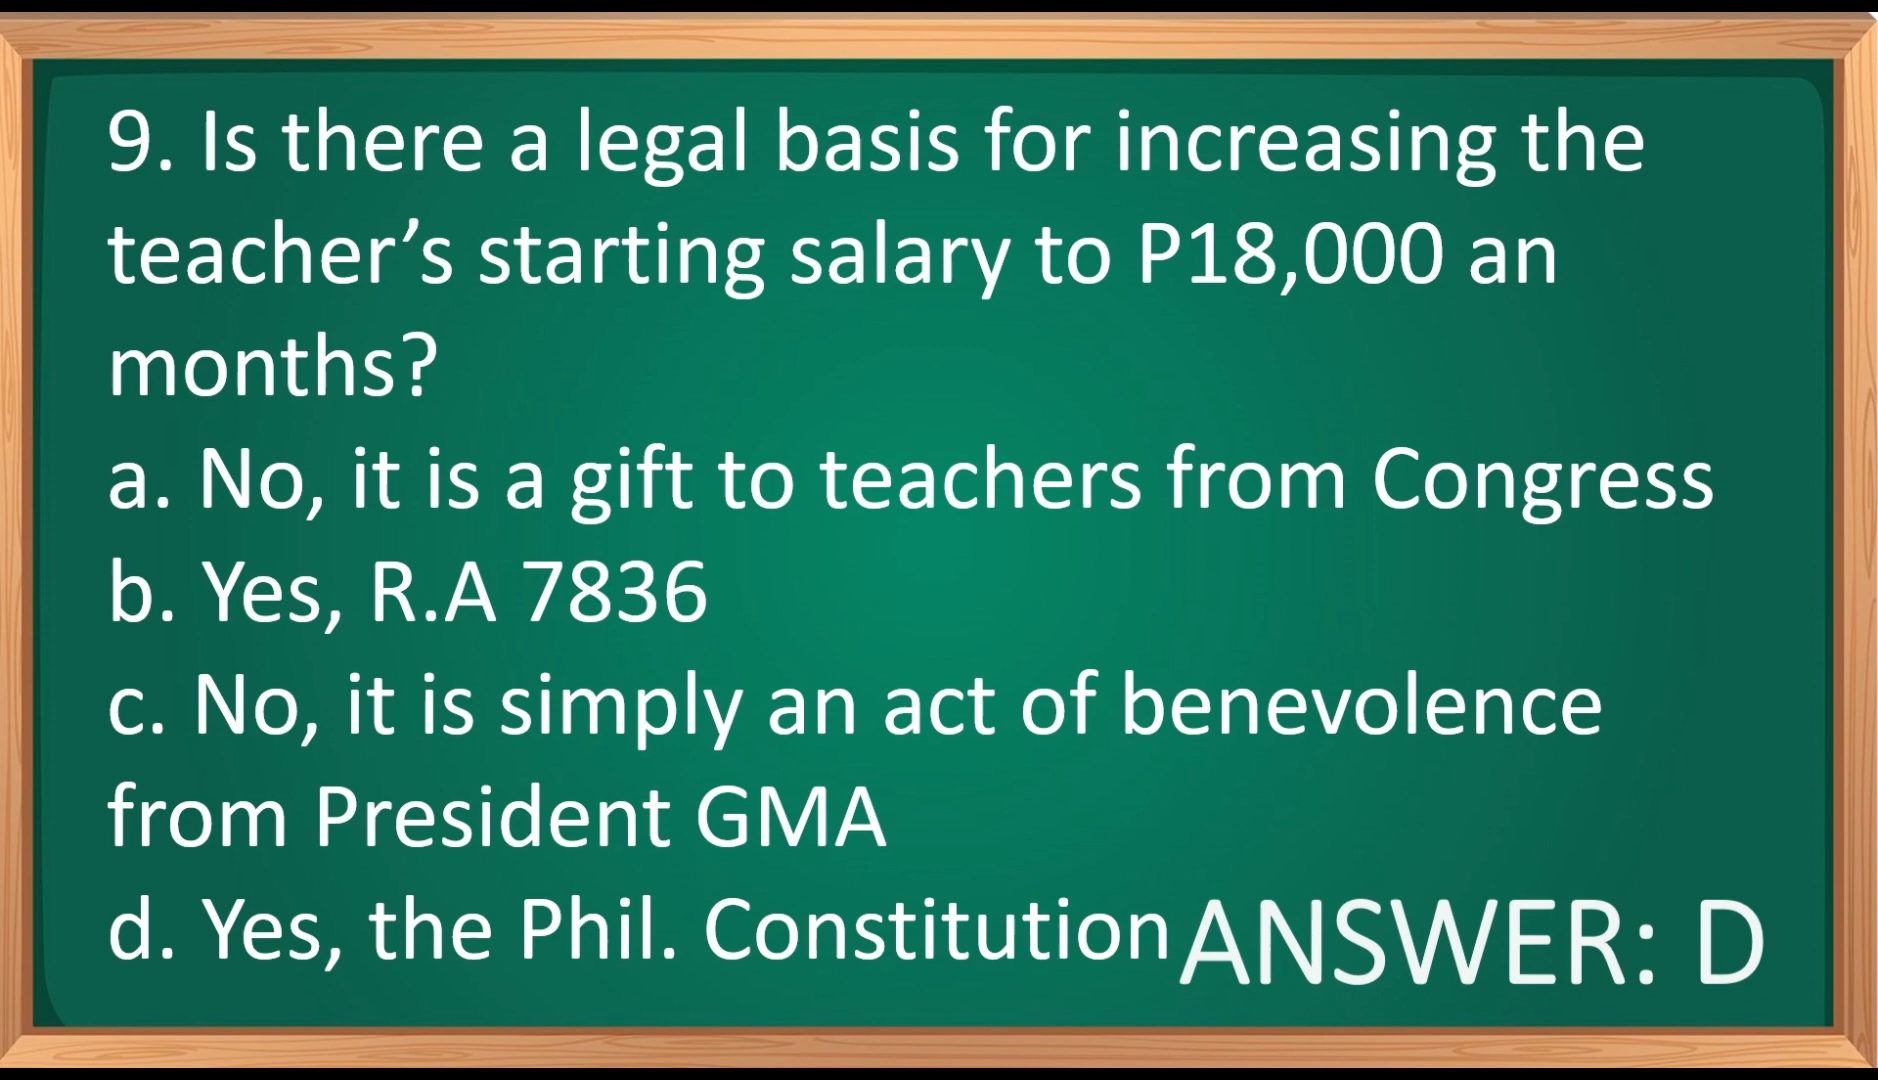 9. Is there a legal basis for increasing the
teacher’s starting salary to P18,000 an
months?
a. No, it is a gift to teachers from Congress
b. Yes, R.A 7836
c. No, it is simply an act of benevolence
from President GMA
d. Yes, the Phil. Constitution ANSWER: D